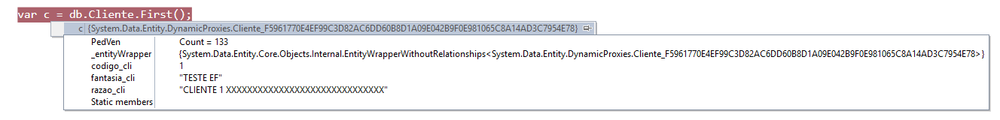 var c = db.Cliente.First();
c {System.Data.Entity.DynamicProxies.Cliente_F5961770E4EF99C3D82AC6DD60B8D1A09E042B9F0E981065C8A14AD3C7954E78}
PedVen Count = 133
_entityWrapper {System.Data.Entity.Core.Objects.Internal.EntityWrapperWithoutRelationships<System.Data.Entity.DynamicProxies.Cliente_F5961770E4EF99C3D82AC6DD60B8D1A09E042B9F0E981065C8A14AD3C7954E78>}
codigo_cli 1
fantasia_cli "TESTE EF"
razao_cli "CLIENTE 1 XXXXXXXXXXXXXXXXXXXXXXXXXXXXXX"
Static members